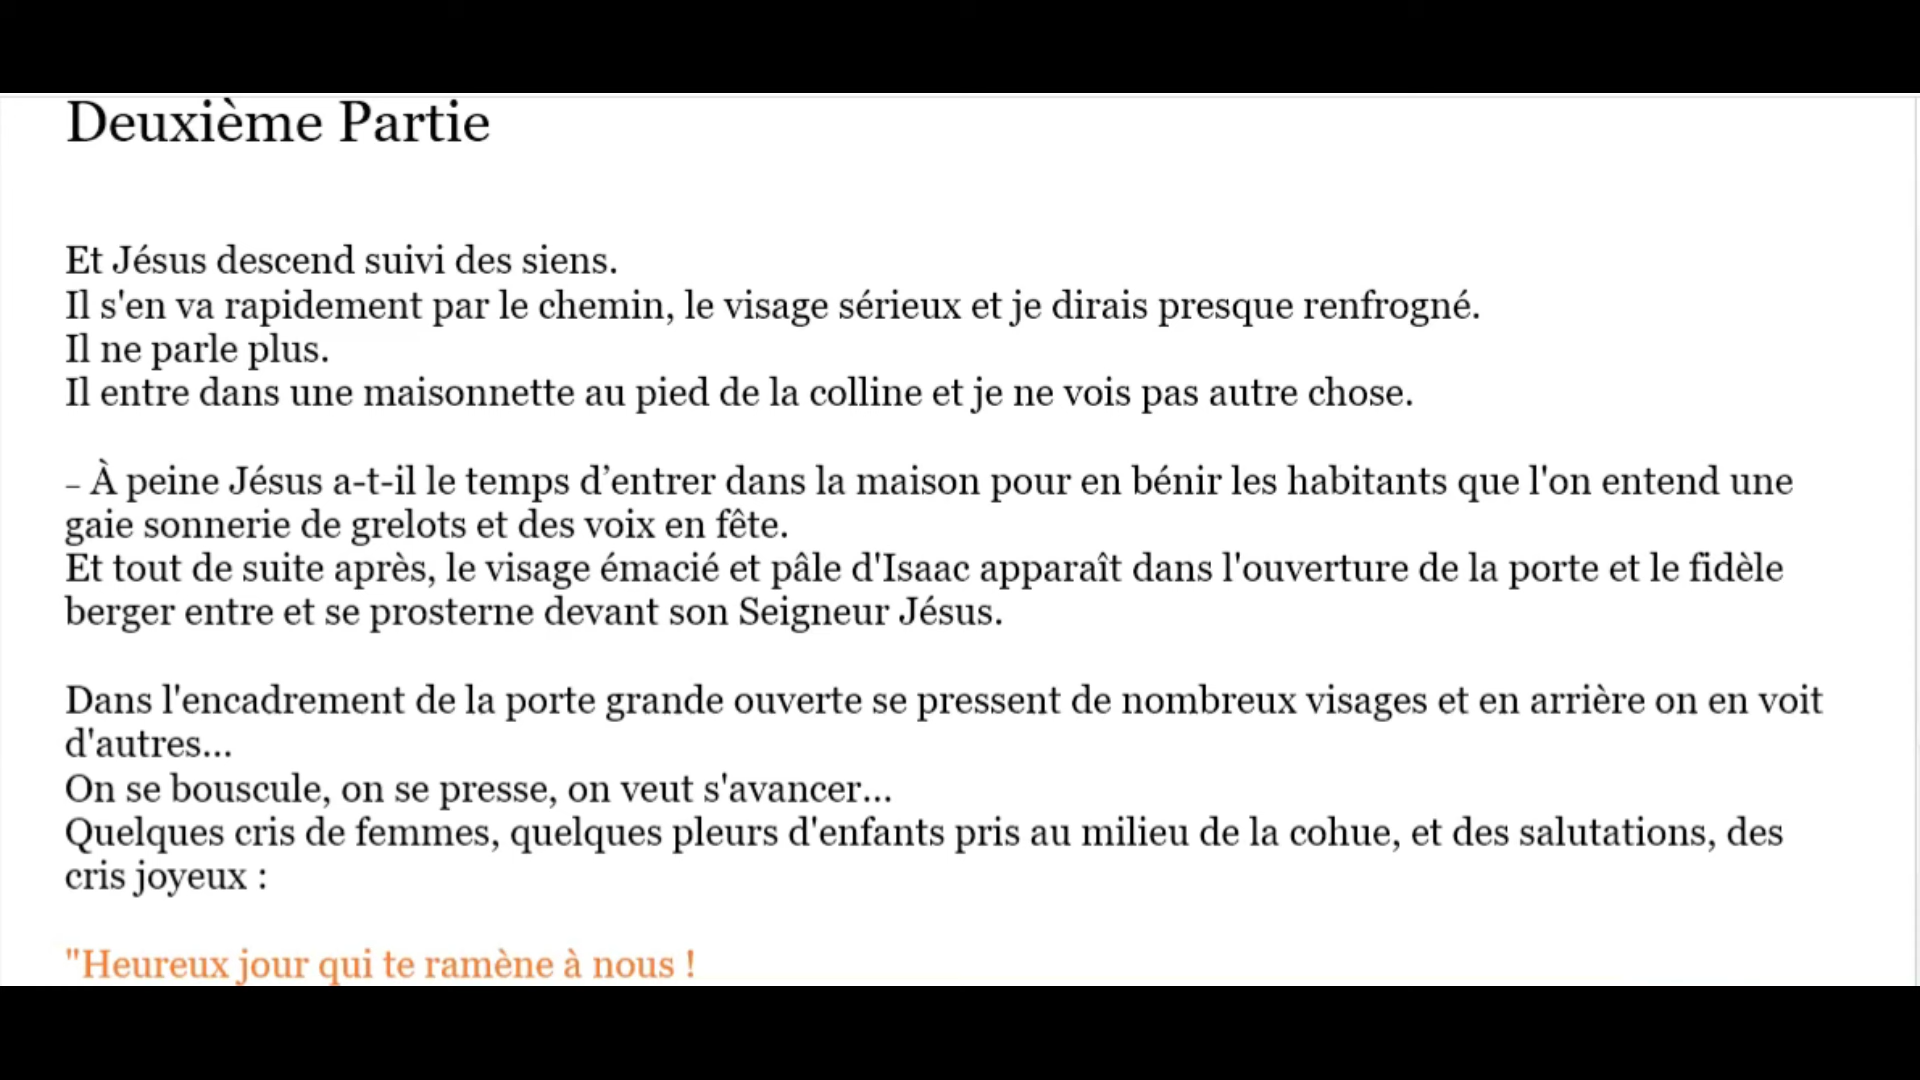 Deuxième Partie
Et Jésus descend suivi des siens.
Il s'en va rapidement par le chemin, le visage sérieux et je dirais presque renfrogné.
Il ne parle plus.
Il entre dans une maisonnette au pied de la colline et je ne vois pas autre chose.
– À peine Jésus a-t-il le temps d’entrer dans la maison pour en bénir les habitants que l'on entend une
gaie sonnerie de grelots et des voix en fête.
Et tout de suite après, le visage émacié et pâle d'Isaac apparaît dans l'ouverture de la porte et le fidèle
berger entre et se prosterne devant son Seigneur Jésus.
Dans l'encadrement de la porte grande ouverte se pressent de nombreux visages et en arrière on en voit
d'autres...
On se bouscule, on se presse, on veut s'avancer...
Quelques cris de femmes, quelques pleurs d'enfants pris au milieu de la cohue, et des salutations, des
cris joyeux :
"Heureux jour qui te ramène à nous !